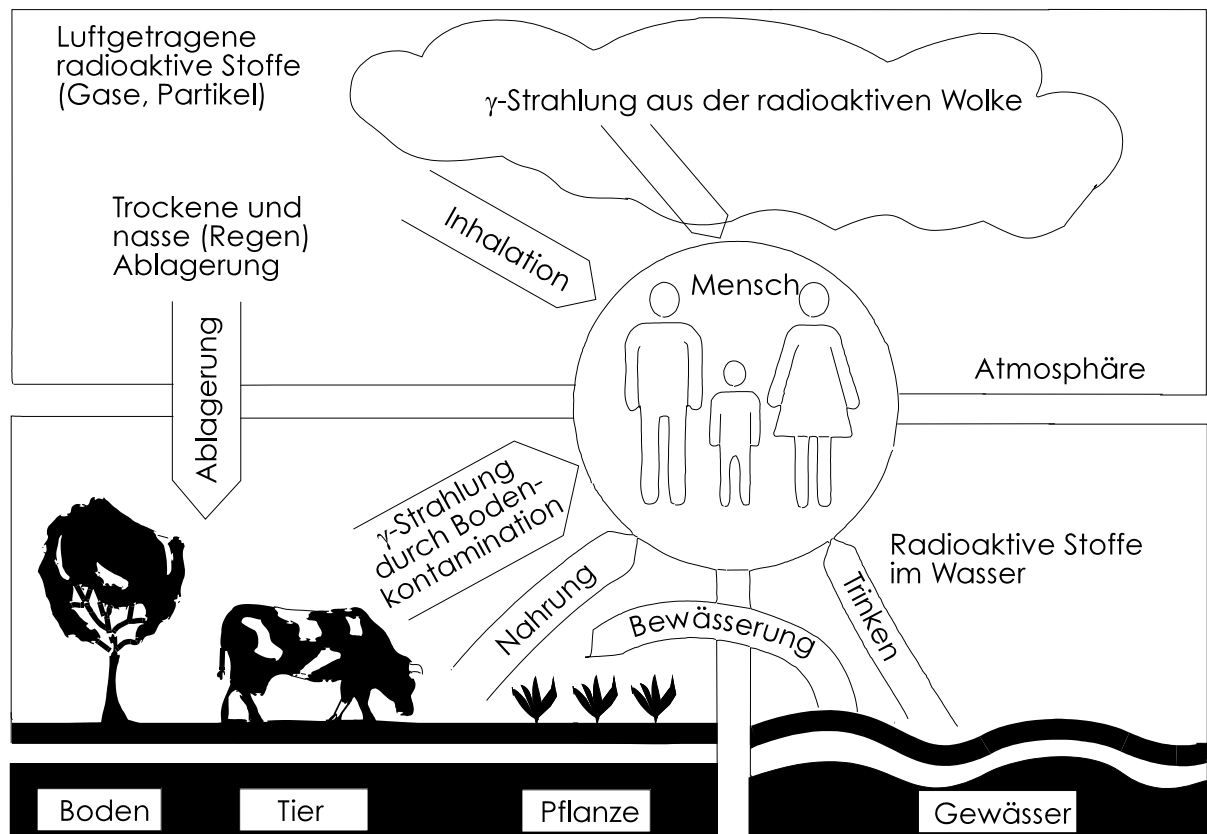 Luftgetragene
radioaktive Stoffe
(Gase, Partikel)
γ-Strahlung aus der radioaktiven Wolke
Trockene und
nasse (Regen)
Ablagerung
Inhalation
Mensch
Ablagerung
Atmosphäre
γ-Strahlung
durch Boden-
kontamination
Nahrung
Bewässerung
Trinken
Radioaktive Stoffe
im Wasser
Boden
Tier
Pflanze
Gewässer